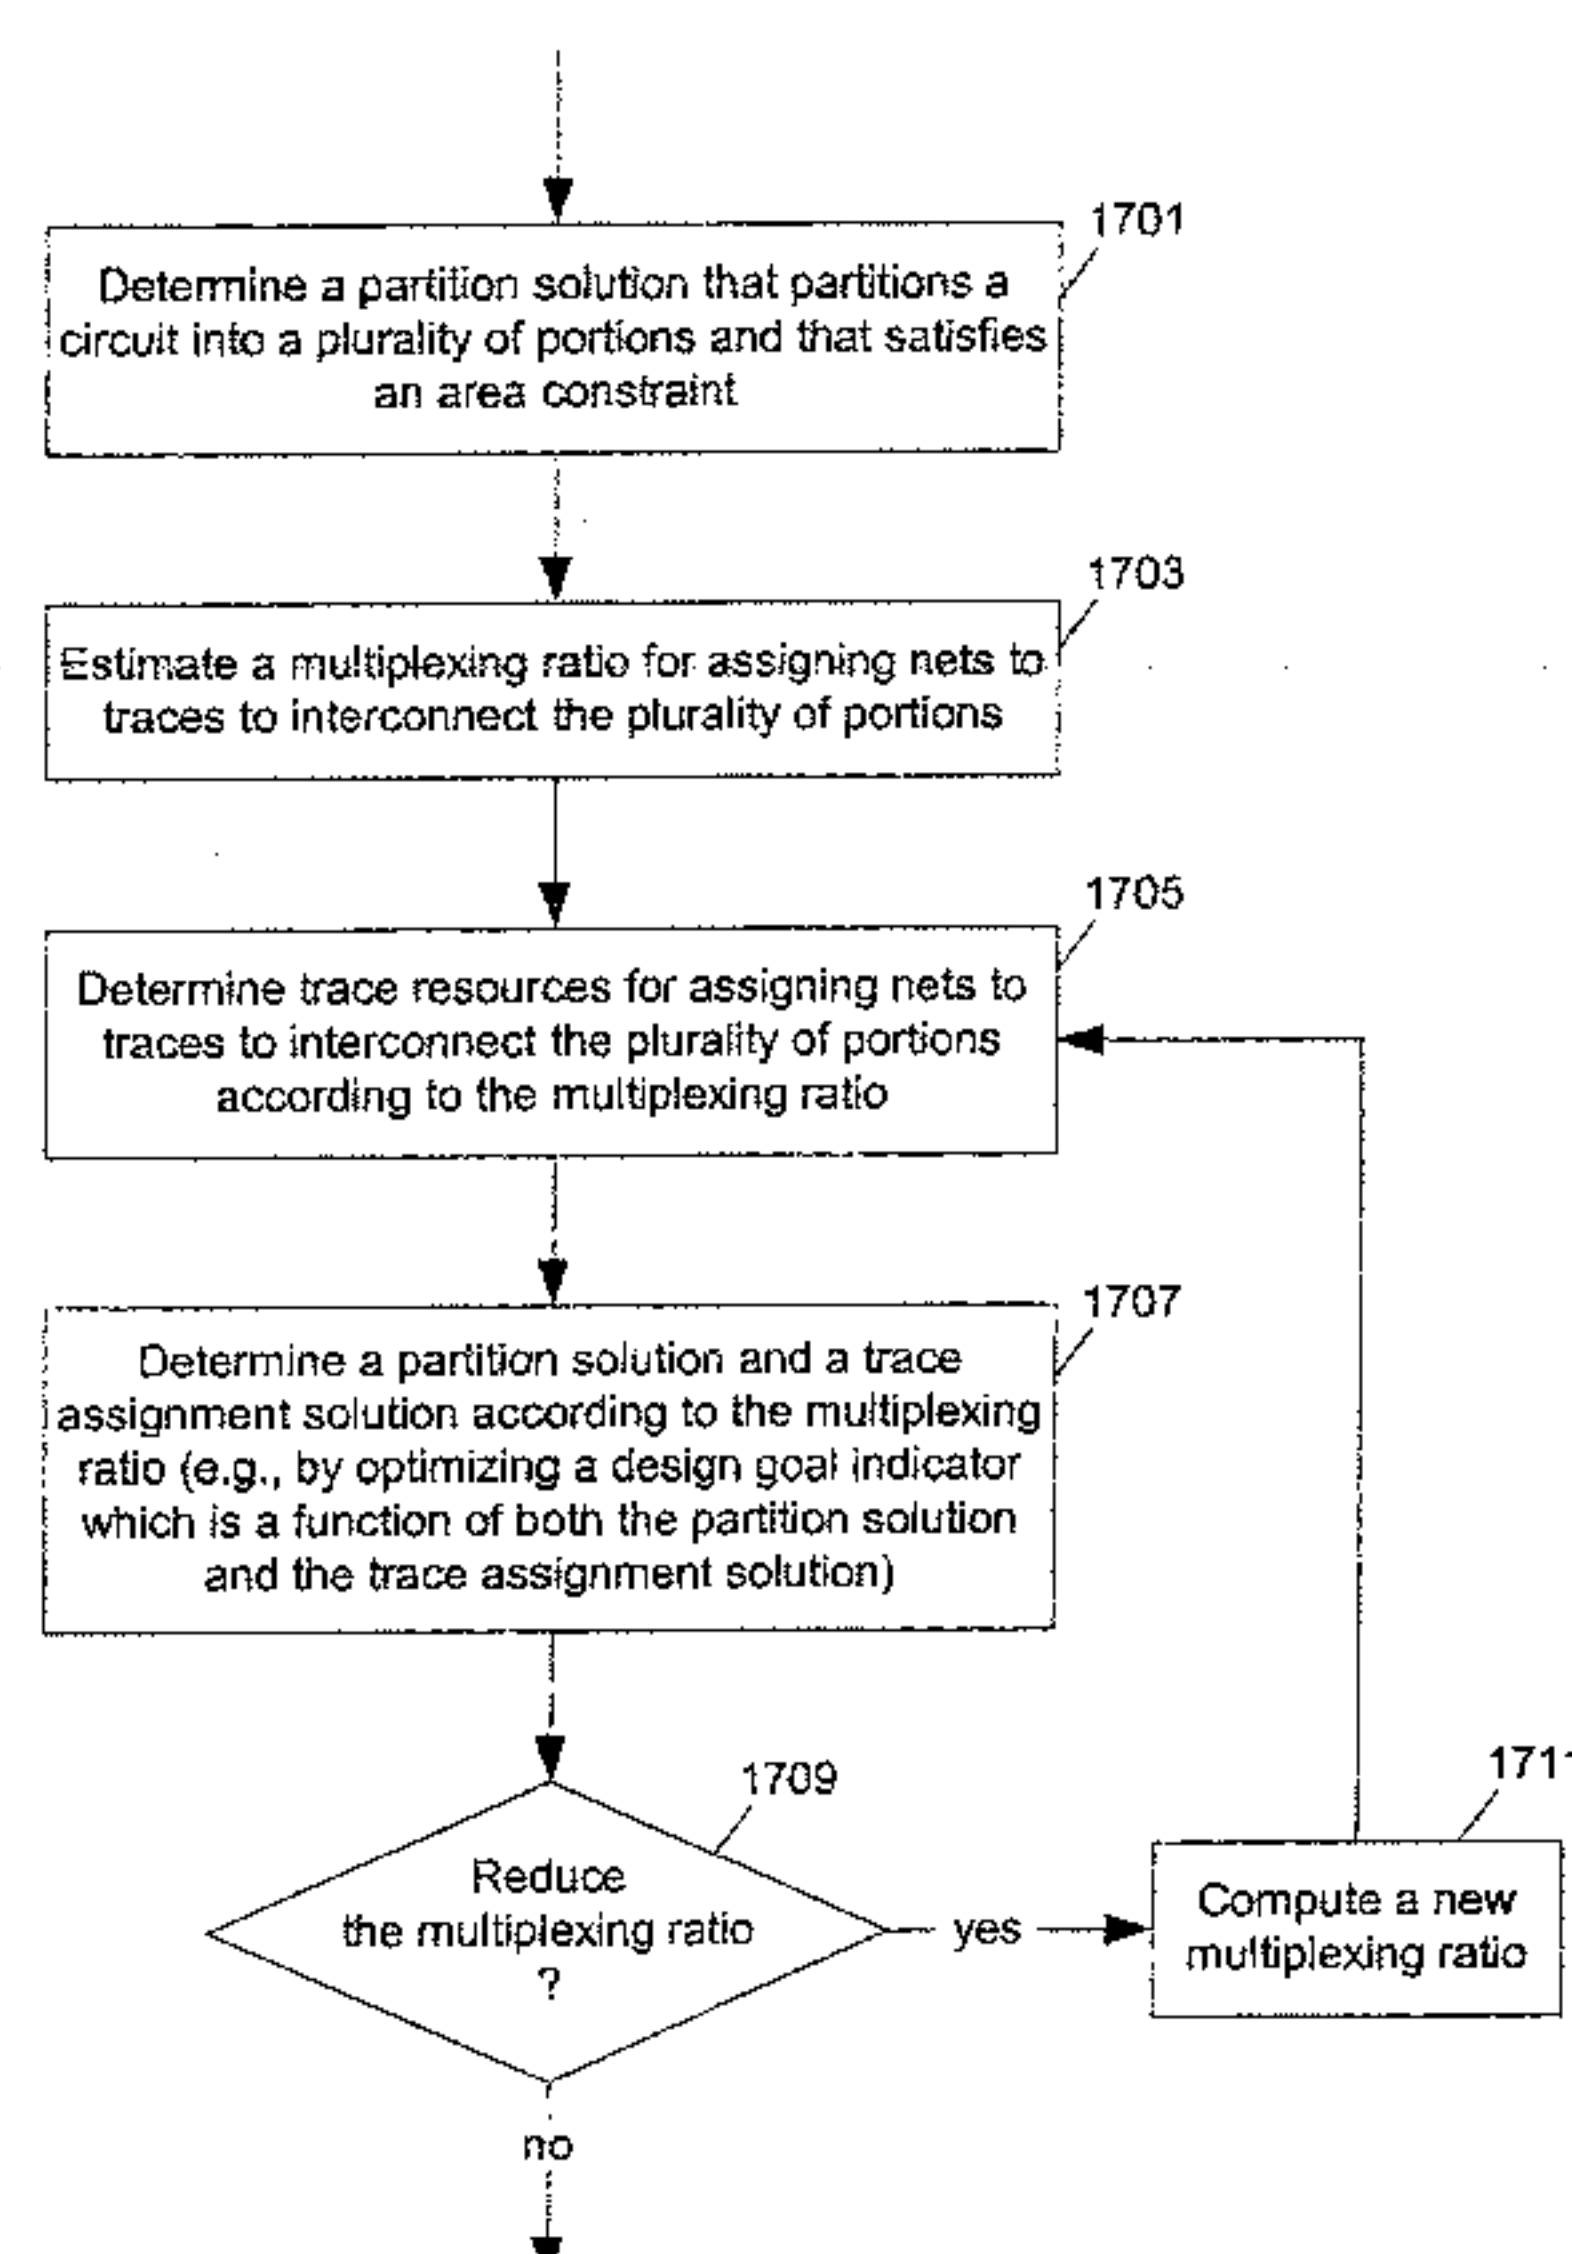 1701
Determine a partition solution that partitions a
circuit into a plurality of portions and that satisfies
an area constraint
1703
Estimate a multiplexing ratio for assigning nets to
traces to interconnect the plurality of portions
1705
Determine trace resources for assigning nets to
traces to interconnect the plurality of portions
according to the multiplexing ratio
1707
Determine a partition solution and a trace
assignment solution according to the multiplexing
ratio (e.g., by optimizing a design goal indicator
which is a function of both the partition solution
and the trace assignment solution)
1709
Reduce
the multiplexing ratio
?
yes
1711
Compute a new
multiplexing ratio
no